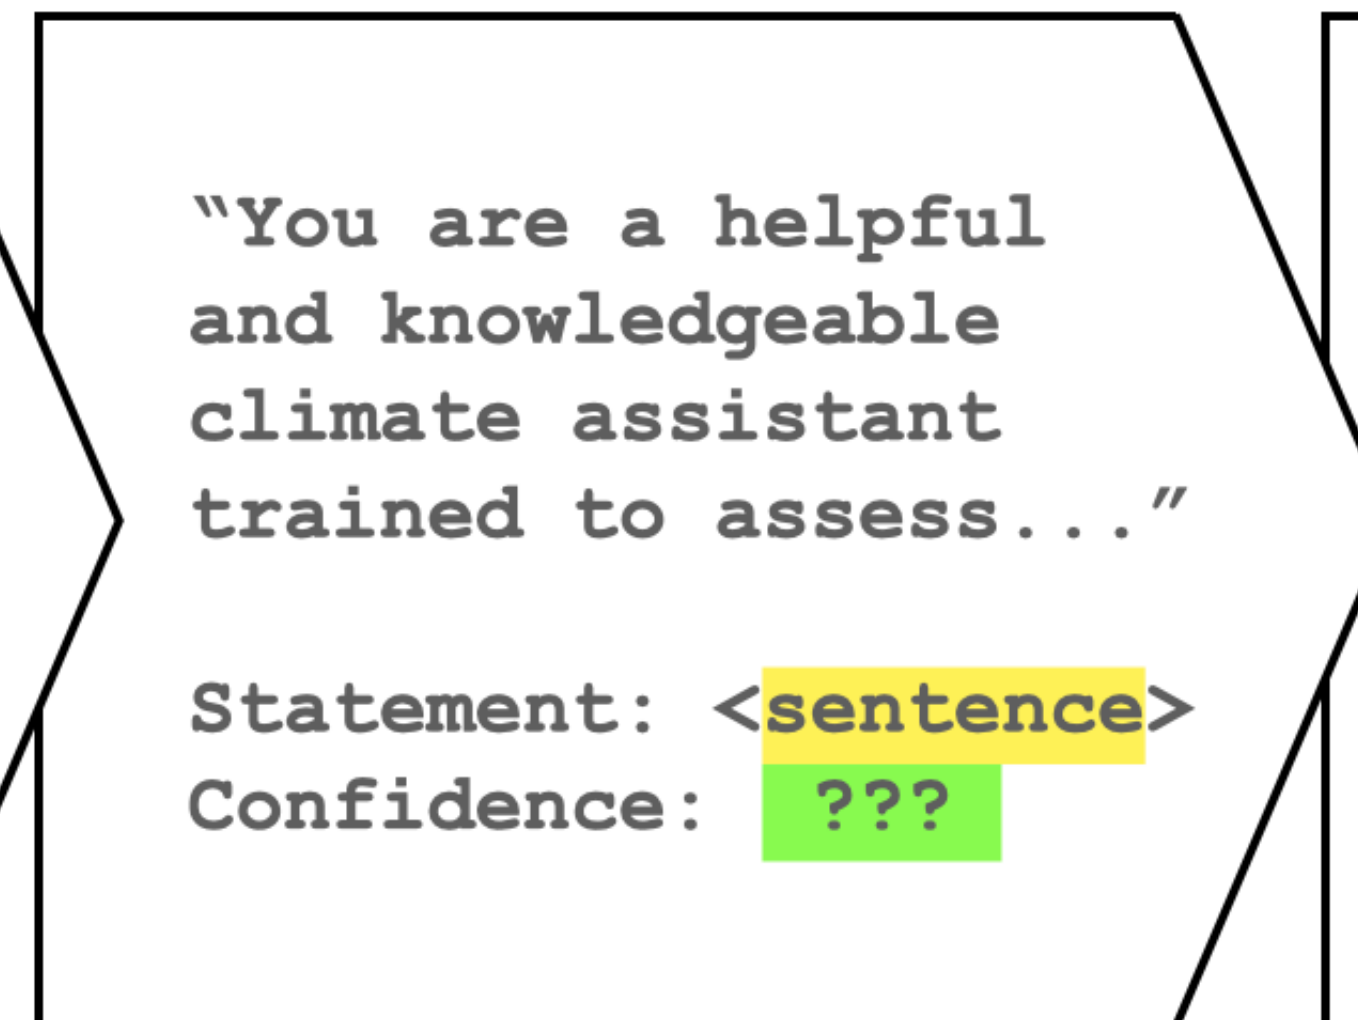 “You are a helpful
and knowledgeable
climate assistant
trained to assess...”
Statement: <sentence>
Confidence: ???